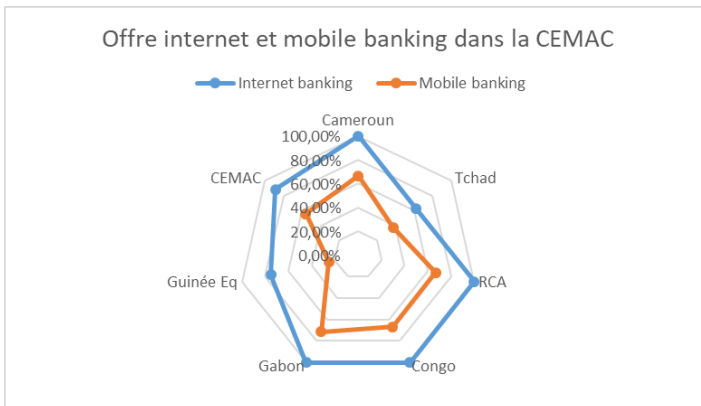 Offre internet et mobile banking dans la CEMAC
Internet banking
Mobile banking
Cameroun
100,00%
80,00%
60,00%
40,00%
20,00%
0,00%
CEMAC
Tchad
Guinée Eq
RCA
Gabon
Congo